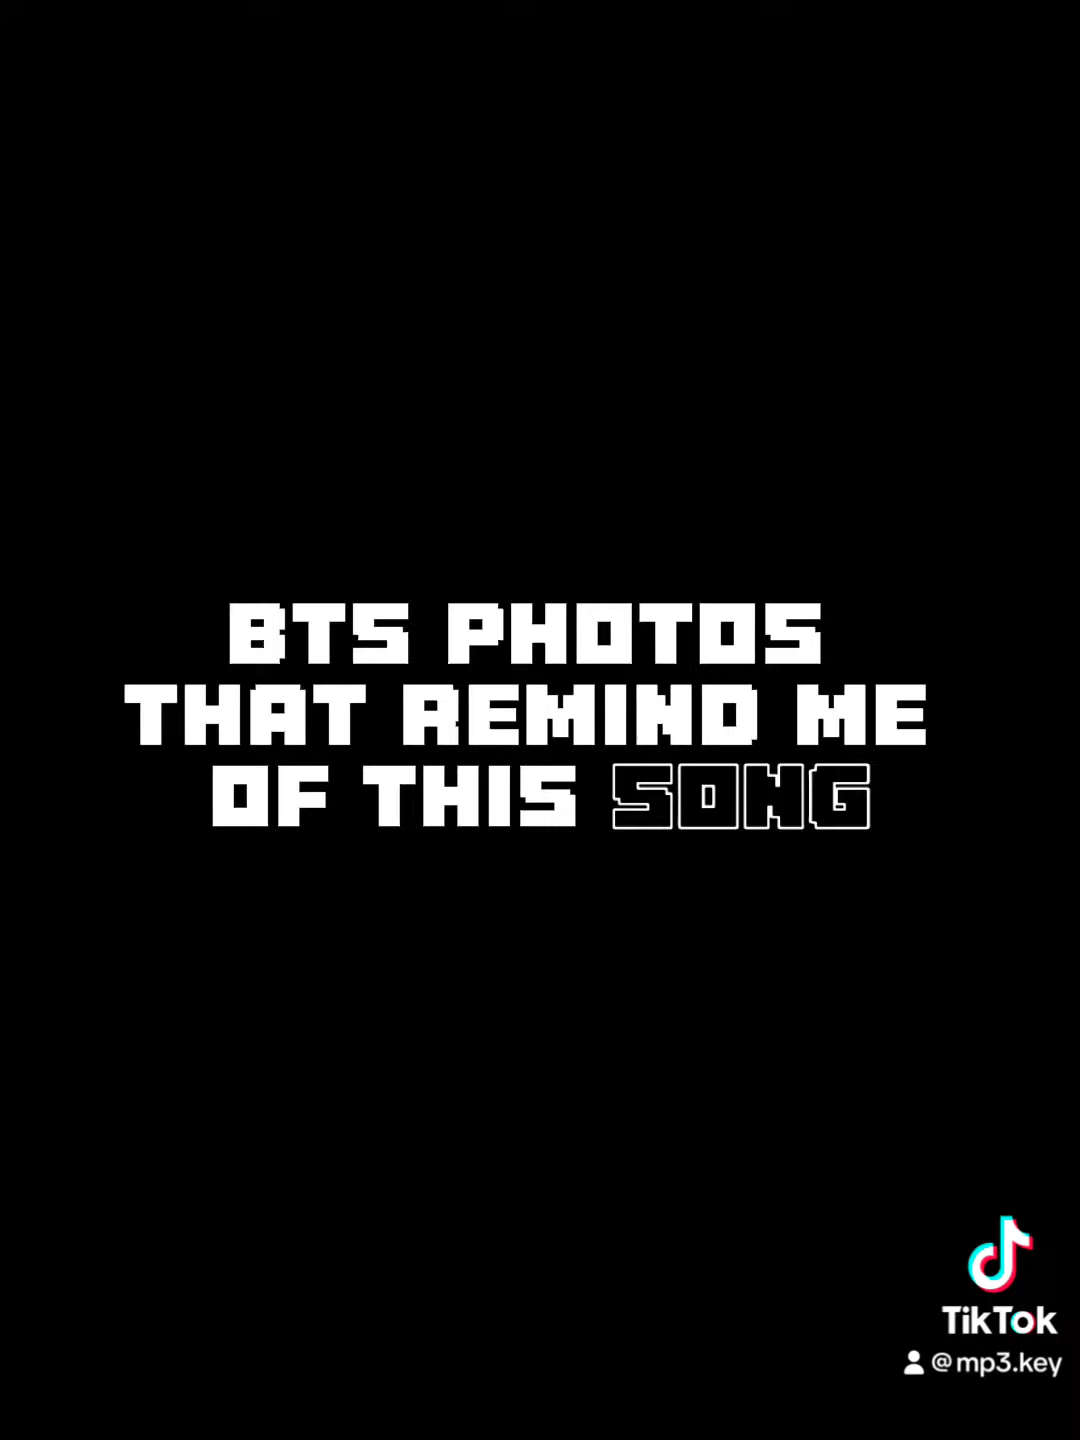 BTS PHOTOS
THAT REMIND ME
OF THIS SONG
TikTok
@mp3.key